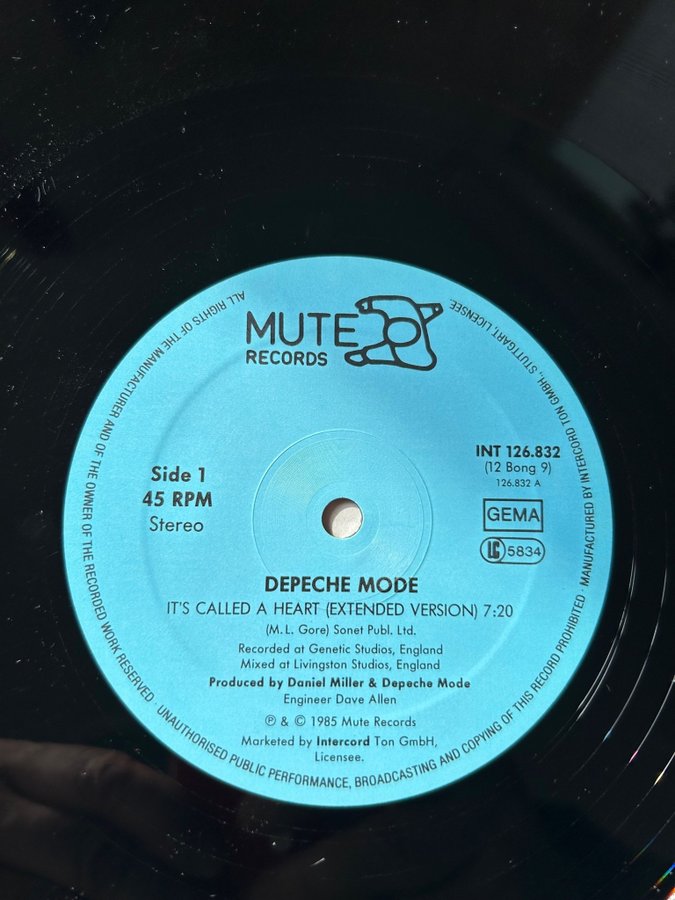 MUTE
RECORDS
INT 126.832
(12 Bong 9)
126.832 A
Side 1
45 RPM
Stereo
GEMA
LC 5834
DEPECHE MODE
IT'S CALLED A HEART (EXTENDED VERSION) 7:20
(M. L. Gore) Sonet Publ. Ltd.
Recorded at Genetic Studios, England
Mixed at Livingston Studios, England
Produced by Daniel Miller & Depeche Mode
Engineer Dave Allen
℗ & © 1985 Mute Records
Marketed by Intercord Ton GmbH,
Licensee.
ALL RIGHTS OF THE MANUFACTURER AND OF THE OWNER OF THE RECORDED WORK RESERVED · UNAUTHORISED PUBLIC PERFORMANCE, BROADCASTING AND COPYING OF THIS RECORD PROHIBITED · MANUFACTURED BY INTERCORD TON GMBH, STUTTGART, LICENSEE.